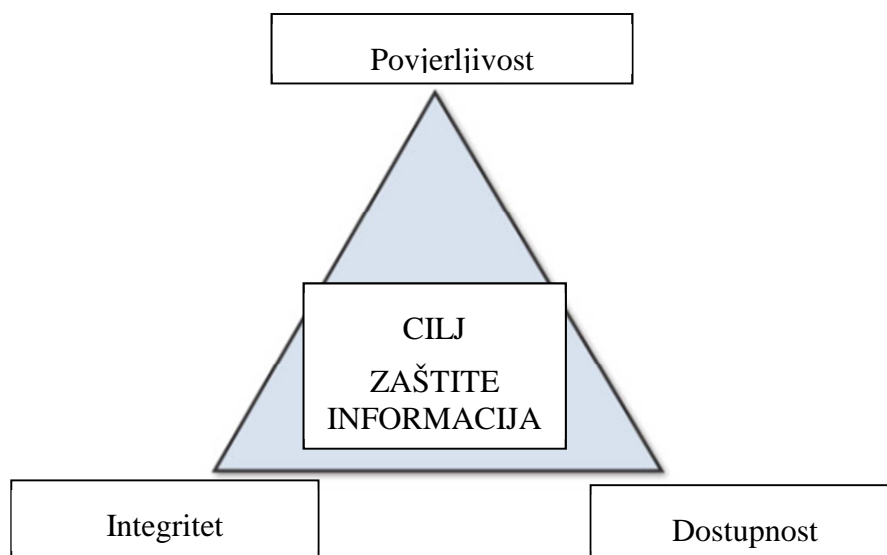 Povjerljivost
CILJ
ZAŠTITE
INFORMACIJA
Integritet
Dostupnost